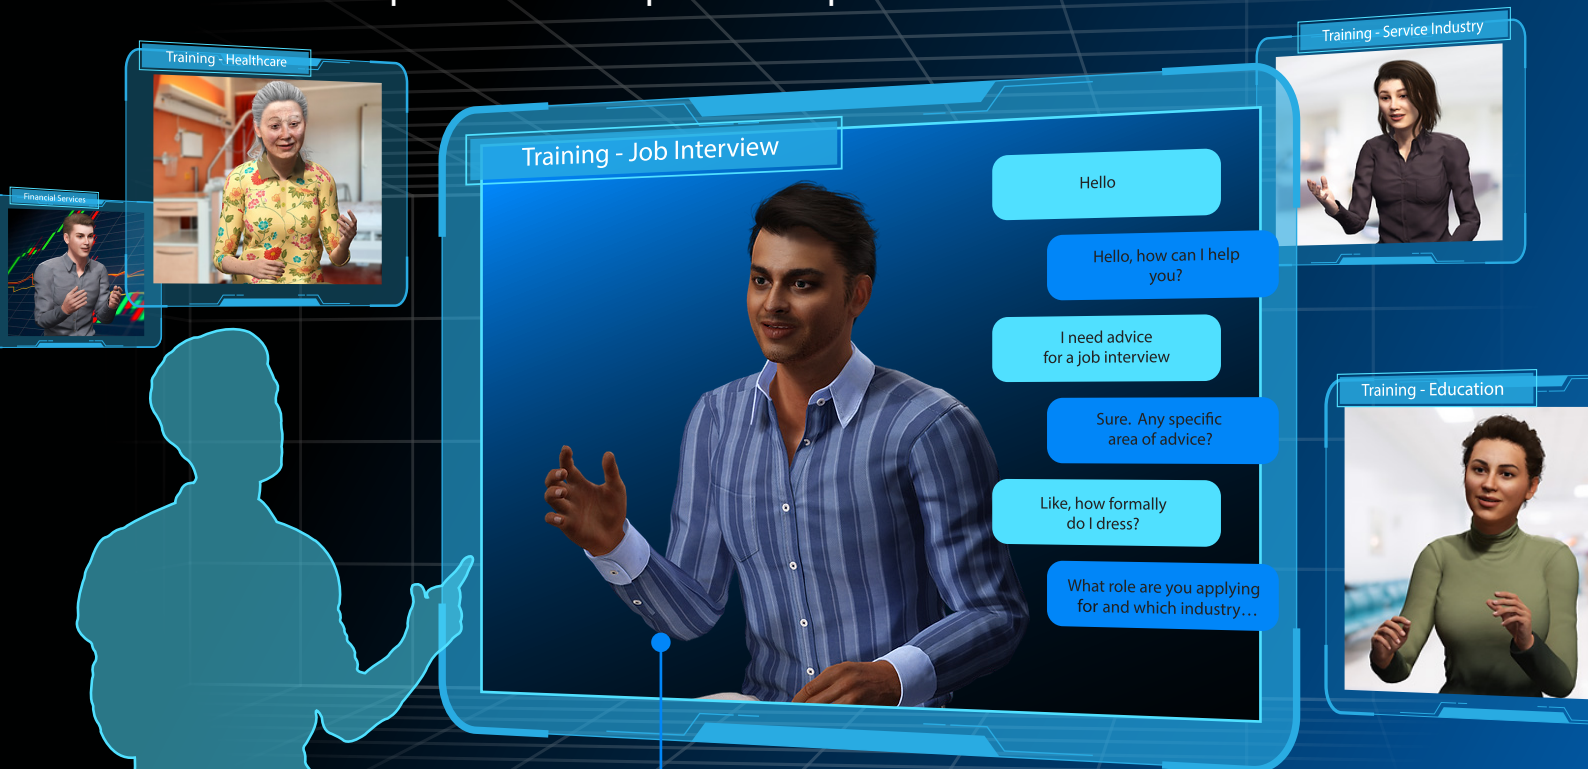 Training - Healthcare
Financial Services
Training - Job Interview
Hello
Hello, how can I help
you?
I need advice
for a job interview
Sure.  Any specific
area of advice?
Like, how formally
do I dress?
What role are you applying
for and which industry…
Training - Service Industry
Training - Education